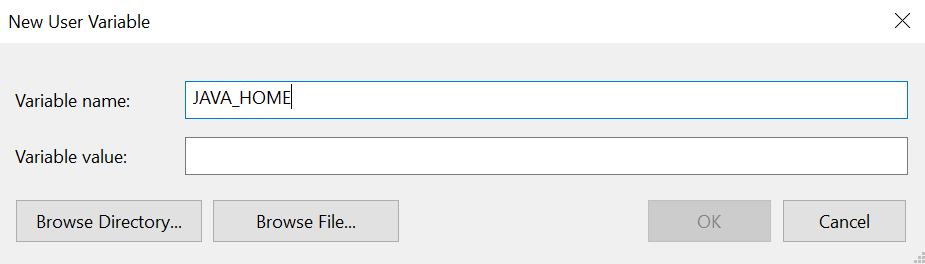 New User Variable
Variable name:
JAVA_HOME
Variable value:
Browse Directory...
Browse File...
OK
Cancel